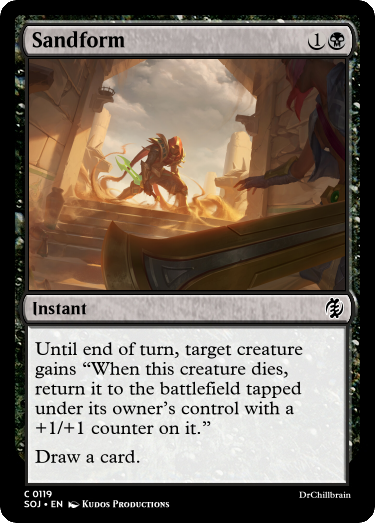 Sandform 1
Instant
Until end of turn, target creature
gains “When this creature dies,
return it to the battlefield tapped
under its owner’s control with a
+1/+1 counter on it.”
Draw a card.
C 0119
SOJ • EN Kudos Productions
DrChillbrain